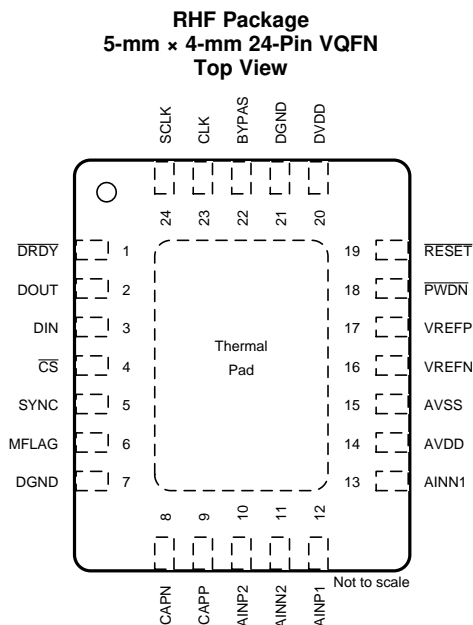 RHF Package
5-mm × 4-mm 24-Pin VQFN
Top View
SCLK
CLK
BYPAS
DGND
DVDD
24
23
22
21
20
DRDY 1
DOUT 2
DIN 3
CS 4
SYNC 5
MFLAG 6
DGND 7
Thermal
Pad
19 RESET
18 PWDN
17 VREFP
16 VREFN
15 AVSS
14 AVDD
13 AINN1
8
9
10
11
12
CAPN
CAPP
AINP2
AINN2
AINP1
Not to scale